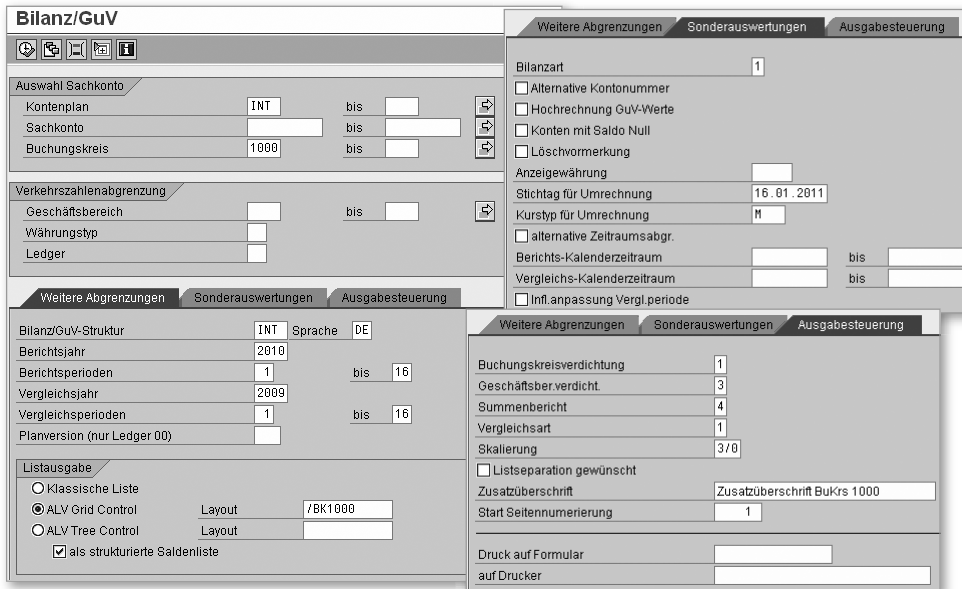 Bilanz/GuV
Auswahl Sachkonto
Kontenplan INT bis
Sachkonto bis
Buchungskreis 1000 bis
Verkehrszahlenabgrenzung
Geschäftsbereich bis
Währungstyp
Ledger
Weitere Abgrenzungen Sonderauswertungen Ausgabesteuerung
Bilanz/GuV-Struktur INT Sprache DE
Berichtsjahr 2010
Berichtsperioden 1 bis 16
Vergleichsjahr 2009
Vergleichsperioden 1 bis 16
Planversion (nur Ledger 00)
Listausgabe
Klassische Liste
ALV Grid Control Layout /BK1000
ALV Tree Control Layout
als strukturierte Saldenliste
Weitere Abgrenzungen Sonderauswertungen Ausgabesteuerung
Bilanzart 1
Alternative Kontonummer
Hochrechnung GuV-Werte
Konten mit Saldo Null
Löschvormerkung
Anzeigewährung
Stichtag für Umrechnung 16.01.2011
Kurstyp für Umrechnung M
alternative Zeitraumsabgr.
Berichts-Kalenderzeitraum bis
Vergleichs-Kalenderzeitraum bis
Infl.anpassung Vergl.periode
Weitere Abgrenzungen Sonderauswertungen Ausgabesteuerung
Buchungskreisverdichtung 1
Geschäftsber.verdicht. 3
Summenbericht 4
Vergleichsart 1
Skalierung 3/0
Listseparation gewünscht
Zusatzüberschrift Zusatzüberschrift BuKrs 1000
Start Seitennumerierung 1
Druck auf Formular
auf Drucker